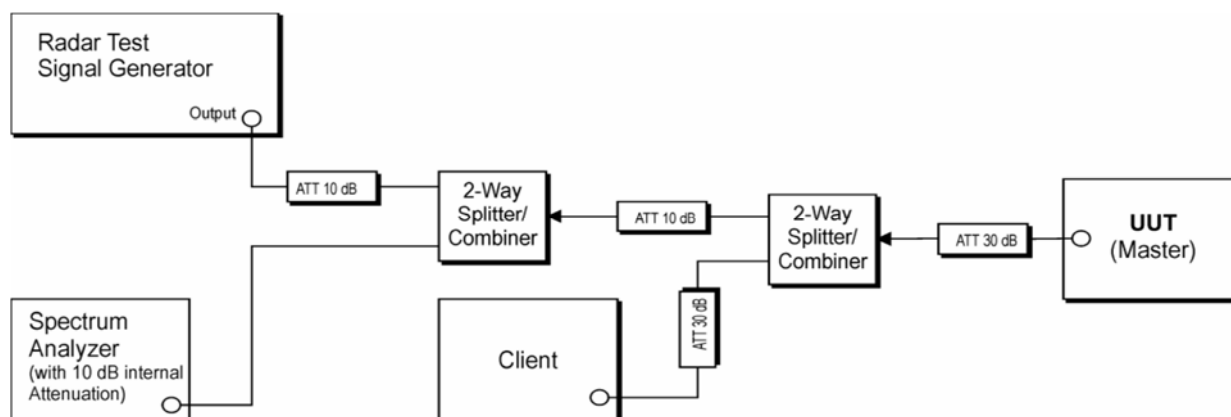 Radar Test
Signal Generator
Output
ATT 10 dB
2-Way
Splitter/
Combiner
ATT 10 dB
2-Way
Splitter/
Combiner
ATT 30 dB
UUT
(Master)
Spectrum
Analyzer
(with 10 dB internal
Attenuation)
Client
ATT 30 dB